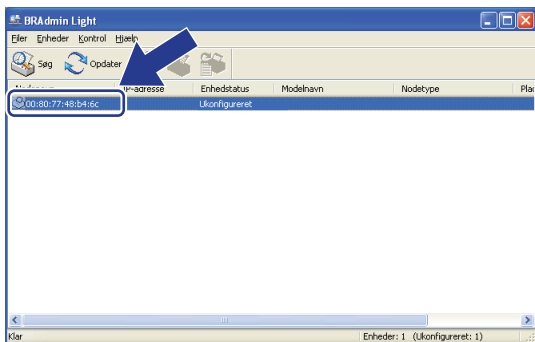 BRAdmin Light
Filer Enheder Kontrol Hjælp
Søg Opdater
IP-adresse Enhedstatus Modelnavn Nodetype Plac
00:80:77:48:b4:6c Ukonfigureret
Klar Enheder: 1 (Ukonfigureret: 1)